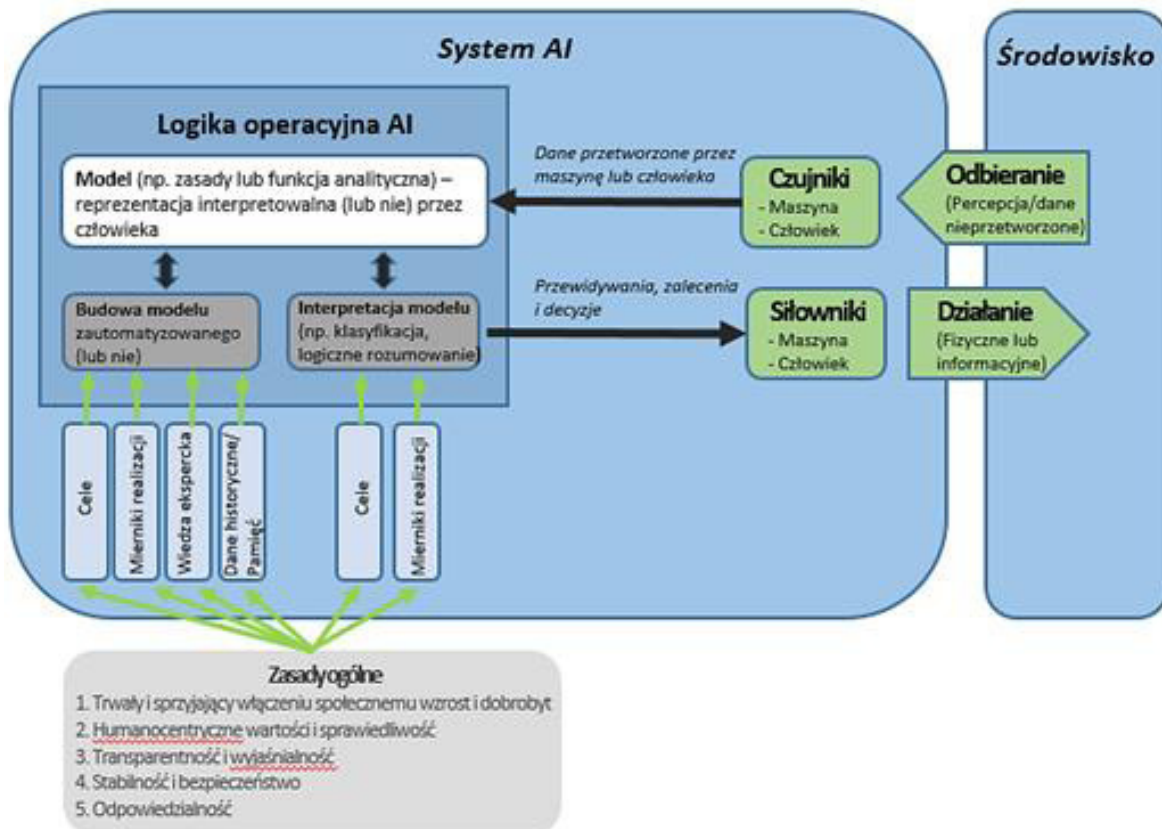 System AI
Środowisko
Logika operacyjna AI
Model (np. zasady lub funkcja analityczna) –
reprezentacja interpretowalna (lub nie) przez
człowieka
Dane przetworzone przez
maszynę lub człowieka
Czujniki
- Maszyna
- Człowiek
Odbieranie
(Percepcja/dane
nieprzetworzone)
Budowa modelu
zautomatyzowanego
(lub nie)
Interpretacja modelu
(np. klasyfikacja,
logiczne rozumowanie)
Przewidywania, zalecenia
i decyzje
Siłowniki
- Maszyna
- Człowiek
Działanie
(Fizyczne lub
informacyjne)
Cele
Mierniki realizacji
Wiedza ekspercka
Dane historyczne/
Pamięć
Cele
Mierniki realizacji
Zasady ogólne
1. Trwały i sprzyjający włączeniu społecznemu wzrost i dobrobyt
2. Humanocentryczne wartości i sprawiedliwość
3. Transparentność i wyjaśnialność
4. Stabilność i bezpieczeństwo
5. Odpowiedzialność